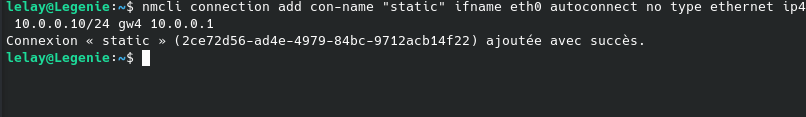 lelay@Legenie:~$ nmcli connection add con-name "static" ifname eth0 autoconnect no type ethernet ip4
 10.0.0.10/24 gw4 10.0.0.1
Connexion « static » (2ce72d56-ad4e-4979-84bc-9712acb14f22) ajoutée avec succès.
lelay@Legenie:~$